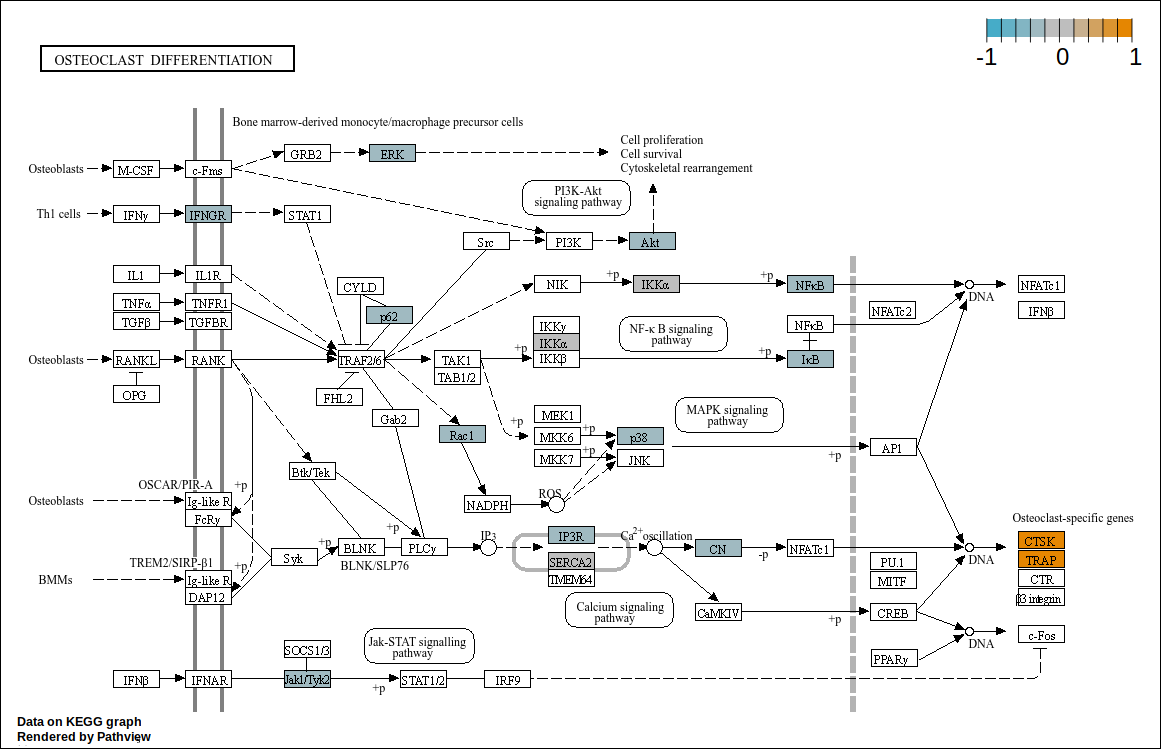 -1 0 1
OSTEOCLAST DIFFERENTIATION
Bone marrow-derived monocyte/macrophage precursor cells
Cell proliferation
Cell survival
Cytoskeletal rearrangement
GRB2
ERK
Osteoblasts
M-CSF
c-Fms
PI3K-Akt
signaling pathway
Th1 cells
IFNγ
IFNGR
STAT1
Src
PI3K
Akt
IL1
IL1R
CYLD
NIK
+p
IKKα
+p
NFκB
DNA
NFATc1
TNFα
TNFR1
p62
NFATc2
IFNβ
TGFβ
TGFBR
IKKγ
IKKα
IKKβ
NF-κ B signaling
pathway
NFκB
Osteoblasts
RANKL
RANK
TRAF2/6
TAK1
TAB1/2
+p
+p
IκB
OPG
FHL2
Gab2
MEK1
MAPK signaling
pathway
Rac1
+p
MKK6
+p
p38
MKK7
+p
JNK
+p
AP1
Btk/Tek
OSCAR/PIR-A
+p
ROS
Osteoblasts
Ig-like R
FcRγ
NADPH
Osteoclast-specific genes
+p
IP3
IP3R
Ca2+oscillation
CTSK
+p
BLNK
PLCγ
CN
-p
NFATc1
DNA
Syk
BLNK/SLP76
SERCA2
TMEM64
PU.1
TRAP
TREM2/SIRP-β1
+p
BMMs
Ig-like R
MITF
CTR
DAP12
Calcium signaling
pathway
CaMKIV
+p
CREB
β3 integrin
SOCS1/3
Jak-STAT signalling
pathway
DNA
c-Fos
PPARγ
IFNβ
IFNAR
Jak1/Tyk2
+p
STAT1/2
IRF9
Data on KEGG graph
Rendered by Pathview